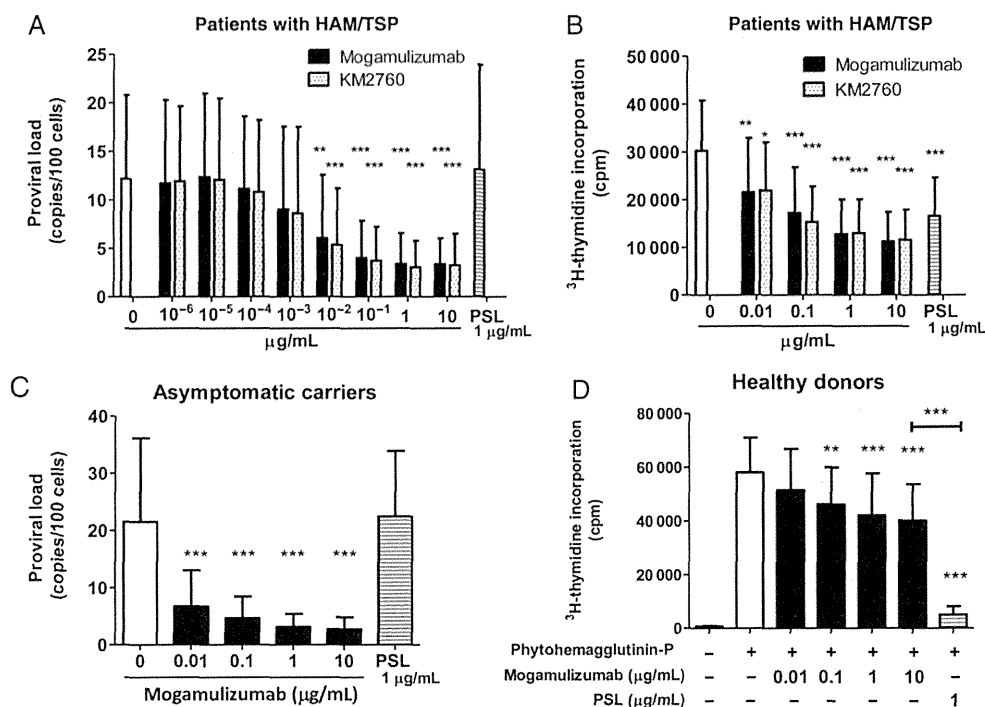 A
Patients with HAM/TSP
Mogamulizumab
KM2760
Proviral load
(copies/100 cells)
25
20
15
10
5
0
** *** *** ***
*** *** *** ***
0 10⁻⁶ 10⁻⁵ 10⁻⁴ 10⁻³ 10⁻² 10⁻¹ 1 10 PSL
1 µg/mL
µg/mL
B
Patients with HAM/TSP
Mogamulizumab
KM2760
³H-thymidine incorporation
(cpm)
50 000
40 000
30 000
20 000
10 000
0
** * *** *** *** *** *** *** ***
0 0.01 0.1 1 10 PSL
1 µg/mL
µg/mL
C
Asymptomatic carriers
Proviral load
(copies/100 cells)
40
30
20
10
0
*** *** *** ***
0 0.01 0.1 1 10 PSL
1 µg/mL
Mogamulizumab (µg/mL)
D
Healthy donors
³H-thymidine incorporation
(cpm)
80 000
60 000
40 000
20 000
0
***
** *** ***
***
Phytohemagglutinin-P – + + + + + +
Mogamulizumab (µg/mL) – – 0.01 0.1 1 10 –
PSL (µg/mL) – – – – – – 1